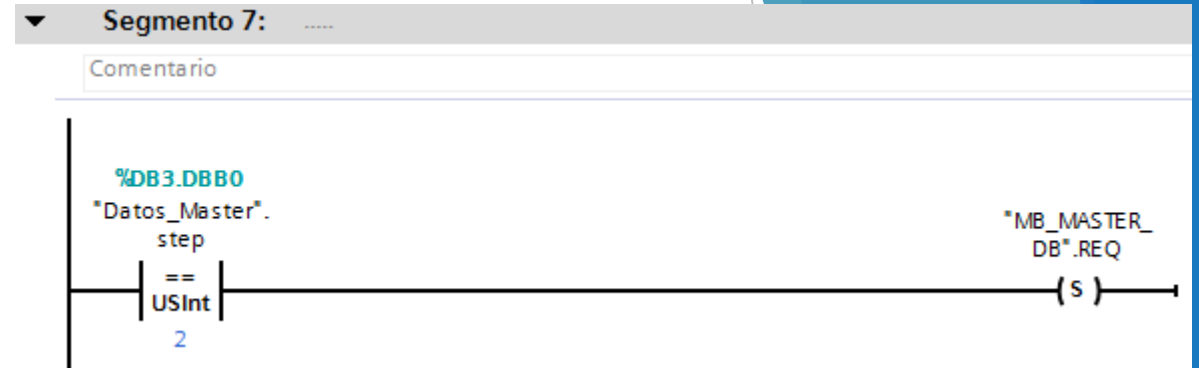 Segmento 7: .....
Comentario
%DB3.DBB0
"Datos_Master".
step
==
USInt
2
"MB_MASTER_
DB".REQ
( S )